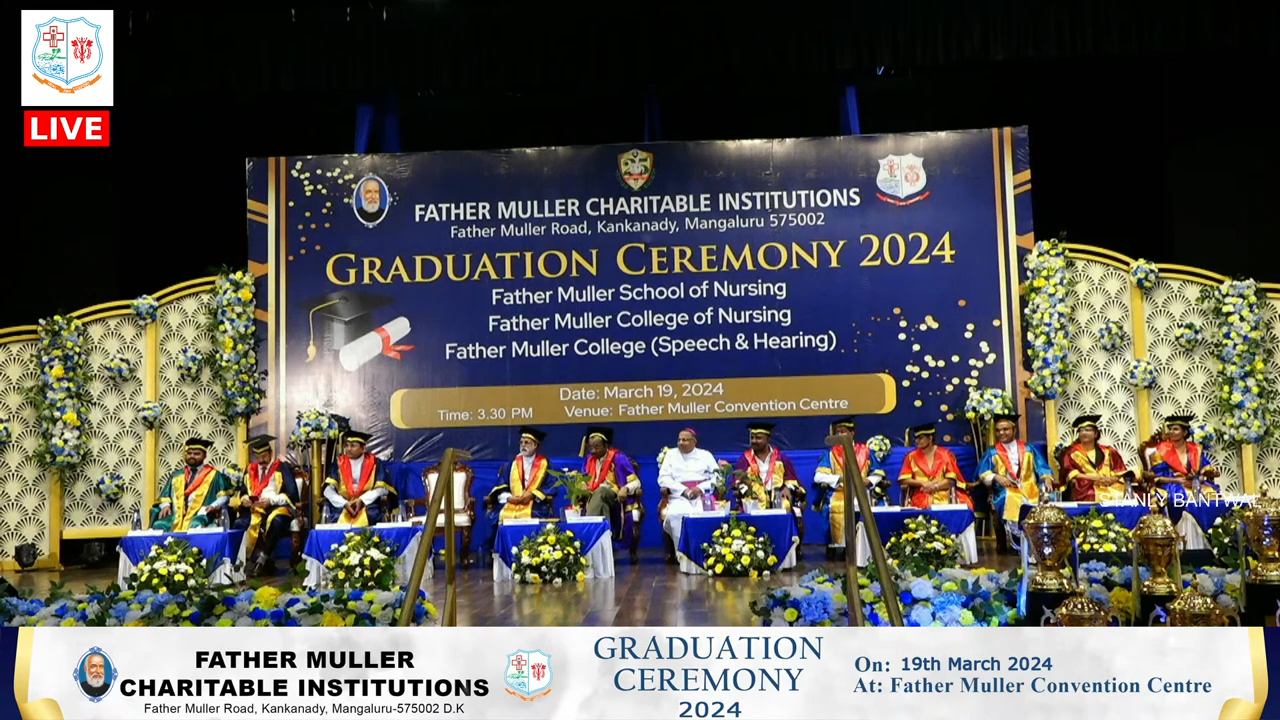 LIVE
FATHER MULLER CHARITABLE INSTITUTIONS
Father Muller Road, Kankanady, Mangaluru 575002
GRADUATION CEREMONY 2024
Father Muller School of Nursing
Father Muller College of Nursing
Father Muller College (Speech & Hearing)
Date: March 19, 2024
Time: 3.30 PM Venue: Father Muller Convention Centre
STANLY BANTWAL
FATHER MULLER
CHARITABLE INSTITUTIONS
Father Muller Road, Kankanady, Mangaluru-575002 D.K
GRADUATION
CEREMONY
2024
On: 19th March 2024
At: Father Muller Convention Centre